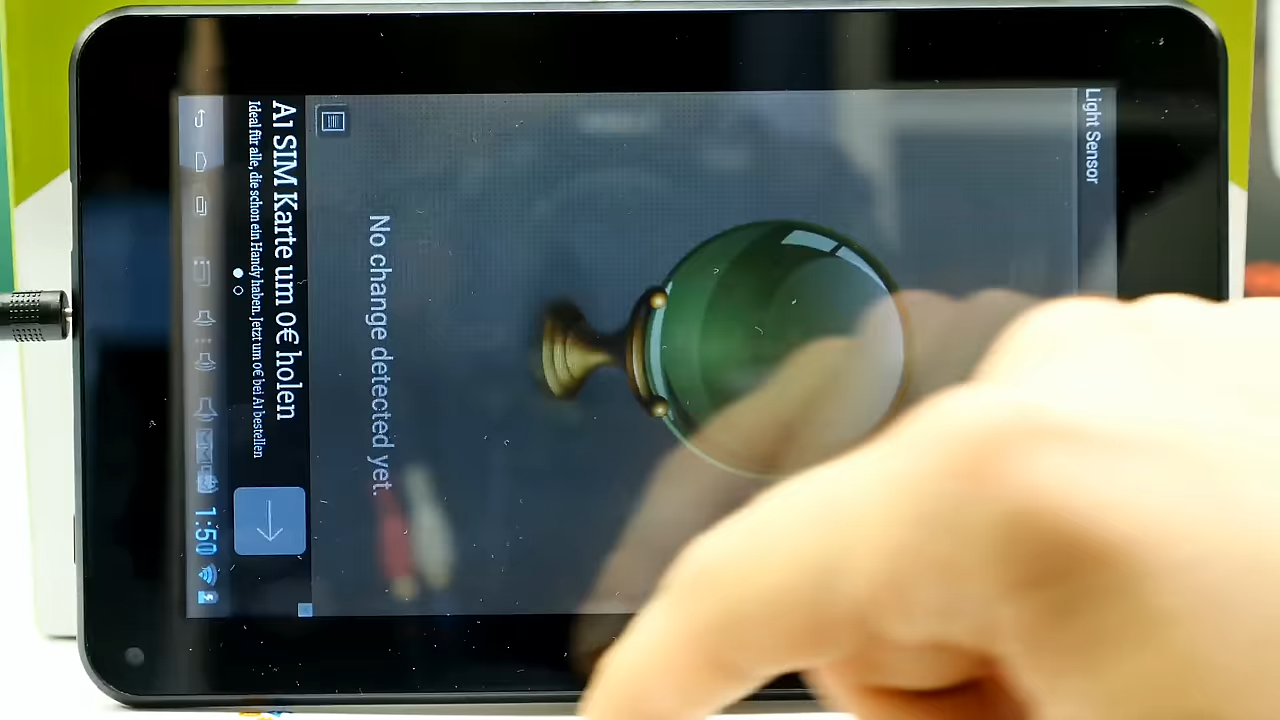 Light Sensor
No change detected yet.
A1 SIM Karte um 0€ holen
Ideal für alle, die schon ein Handy haben. Jetzt um 0€ bei A1 bestellen
1:50